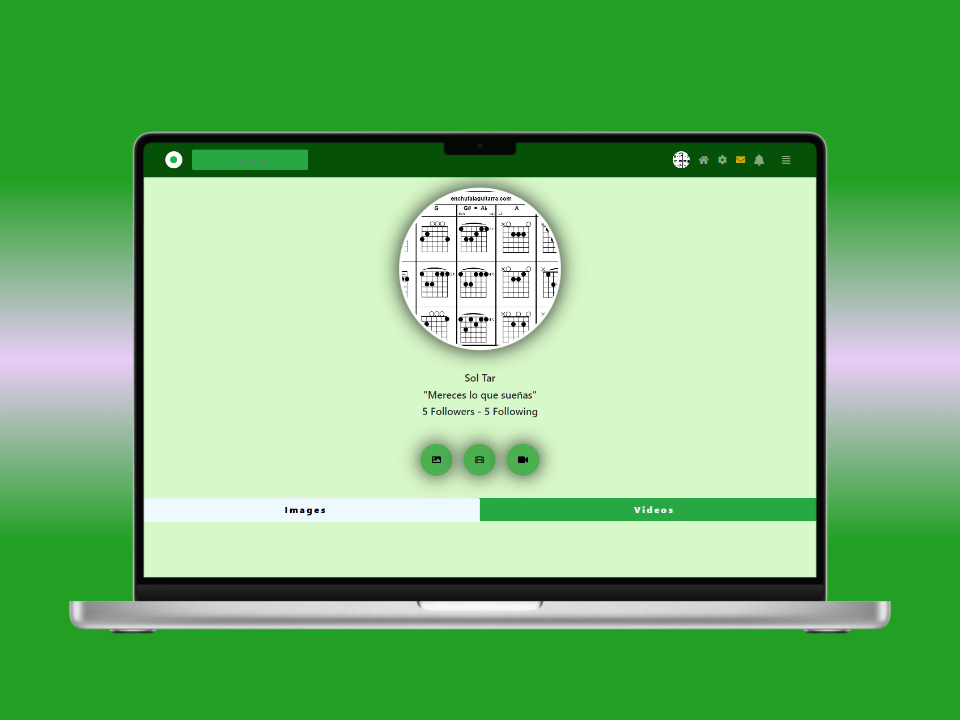 enchufalaguitarra.com
G G# = Ab A
Sol Tar
"Mereces lo que sueñas"
5 Followers - 5 Following
Images Videos